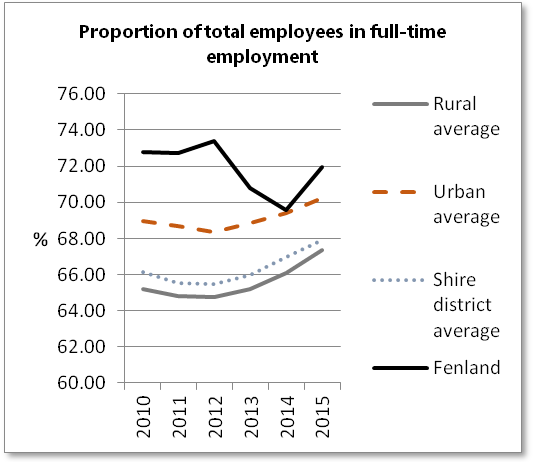 Proportion of total employees in full-time
employment
76.00
74.00
72.00
70.00
68.00
66.00
64.00
62.00
60.00
%
2010
2011
2012
2013
2014
2015
Rural
average
Urban
average
Shire
district
average
Fenland